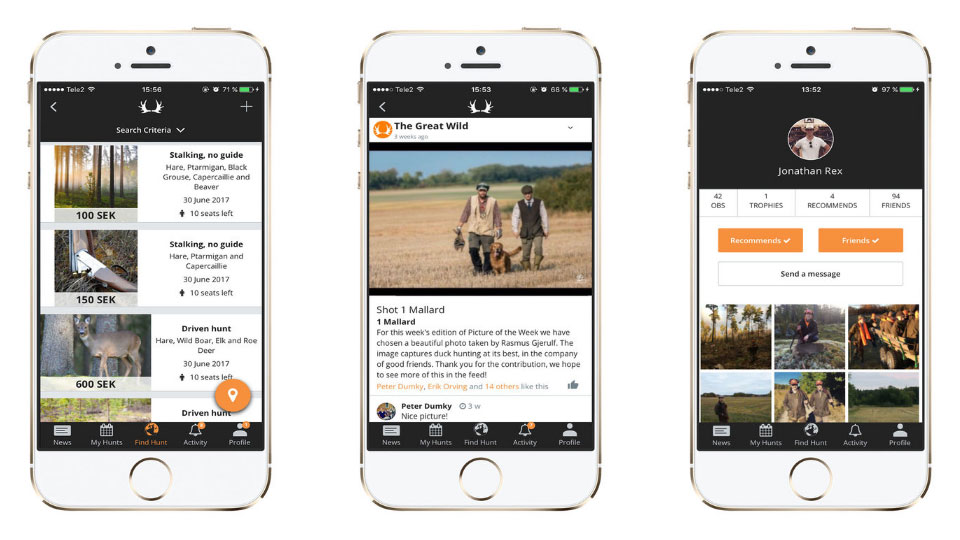 Tele2
15:56
71 %
Search Criteria
Stalking, no guide
Hare, Ptarmigan, Black
Grouse, Capercaillie and
Beaver
30 June 2017
10 seats left
100 SEK
Stalking, no guide
Hare, Ptarmigan and
Capercaillie
30 June 2017
10 seats left
150 SEK
Driven hunt
Hare, Wild Boar, Elk and Roe
Deer
30 June 2017
10 seats left
600 SEK
Driven hunt
News
My Hunts
Find Hunt
Activity
Profile
Tele2
15:53
68 %
The Great Wild
3 weeks ago
Shot 1 Mallard
1 Mallard
For this week's edition of Picture of the Week we have
chosen a beautiful photo taken by Rasmus Gjerulf. The
image captures duck hunting at its best, in the company
of good friends. Thank you for the contribution, we hope
to see more of this in the feed!
Peter Dumky, Erik Orving and 14 others like this
Peter Dumky 3 w
Nice picture!
News
My Hunts
Find Hunt
Activity
Profile
Tele2
13:52
97 %
Jonathan Rex
42 1 4 94
OBS TROPHIES RECOMMENDS FRIENDS
Recommends
Friends
Send a message
News
My Hunts
Find Hunt
Activity
Profile